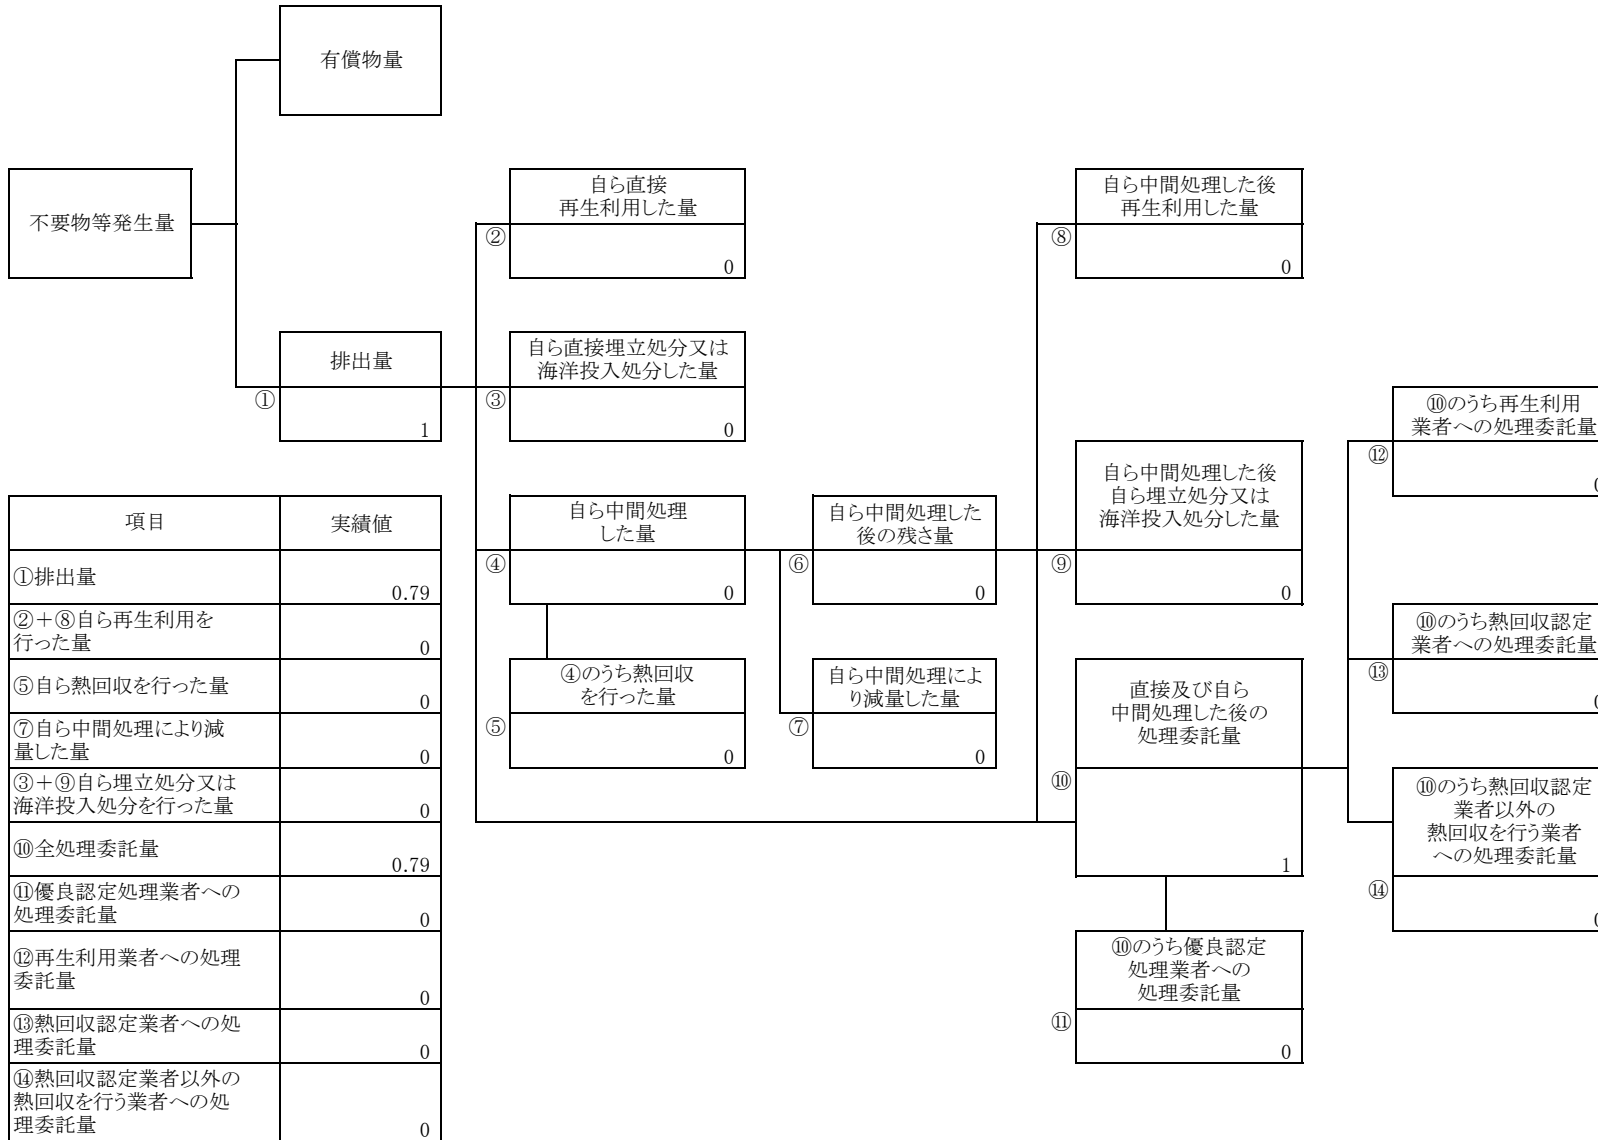 有償物量
不要物等発生量
自ら直接
再生利用した量
②
0
自ら中間処理した後
再生利用した量
⑧
0
排出量
①
1
自ら直接埋立処分又は
海洋投入処分した量
③
0
⑩のうち再生利用
業者への処理委託量
⑫
0
自ら中間処理
した量
④
0
自ら中間処理した
後の残さ量
⑥
0
自ら中間処理した後
自ら埋立処分又は
海洋投入処分した量
⑨
0
⑩のうち熱回収認定
業者への処理委託量
⑬
0
④のうち熱回収
を行った量
⑤
0
自ら中間処理によ
り減量した量
⑦
0
直接及び自ら
中間処理した後の
処理委託量
⑩
1
⑩のうち熱回収認定
業者以外の
熱回収を行う業者
への処理委託量
⑭
0
⑩のうち優良認定
処理業者への
処理委託量
⑪
0
項目 実績値
①排出量 0.79
②+⑧自ら再生利用を
行った量 0
⑤自ら熱回収を行った量 0
⑦自ら中間処理により減
量した量 0
③+⑨自ら埋立処分又は
海洋投入処分を行った量 0
⑩全処理委託量 0.79
⑪優良認定処理業者への
処理委託量 0
⑫再生利用業者への処理
委託量 0
⑬熱回収認定業者への処
理委託量 0
⑭熱回収認定業者以外の
熱回収を行う業者への処
理委託量 0